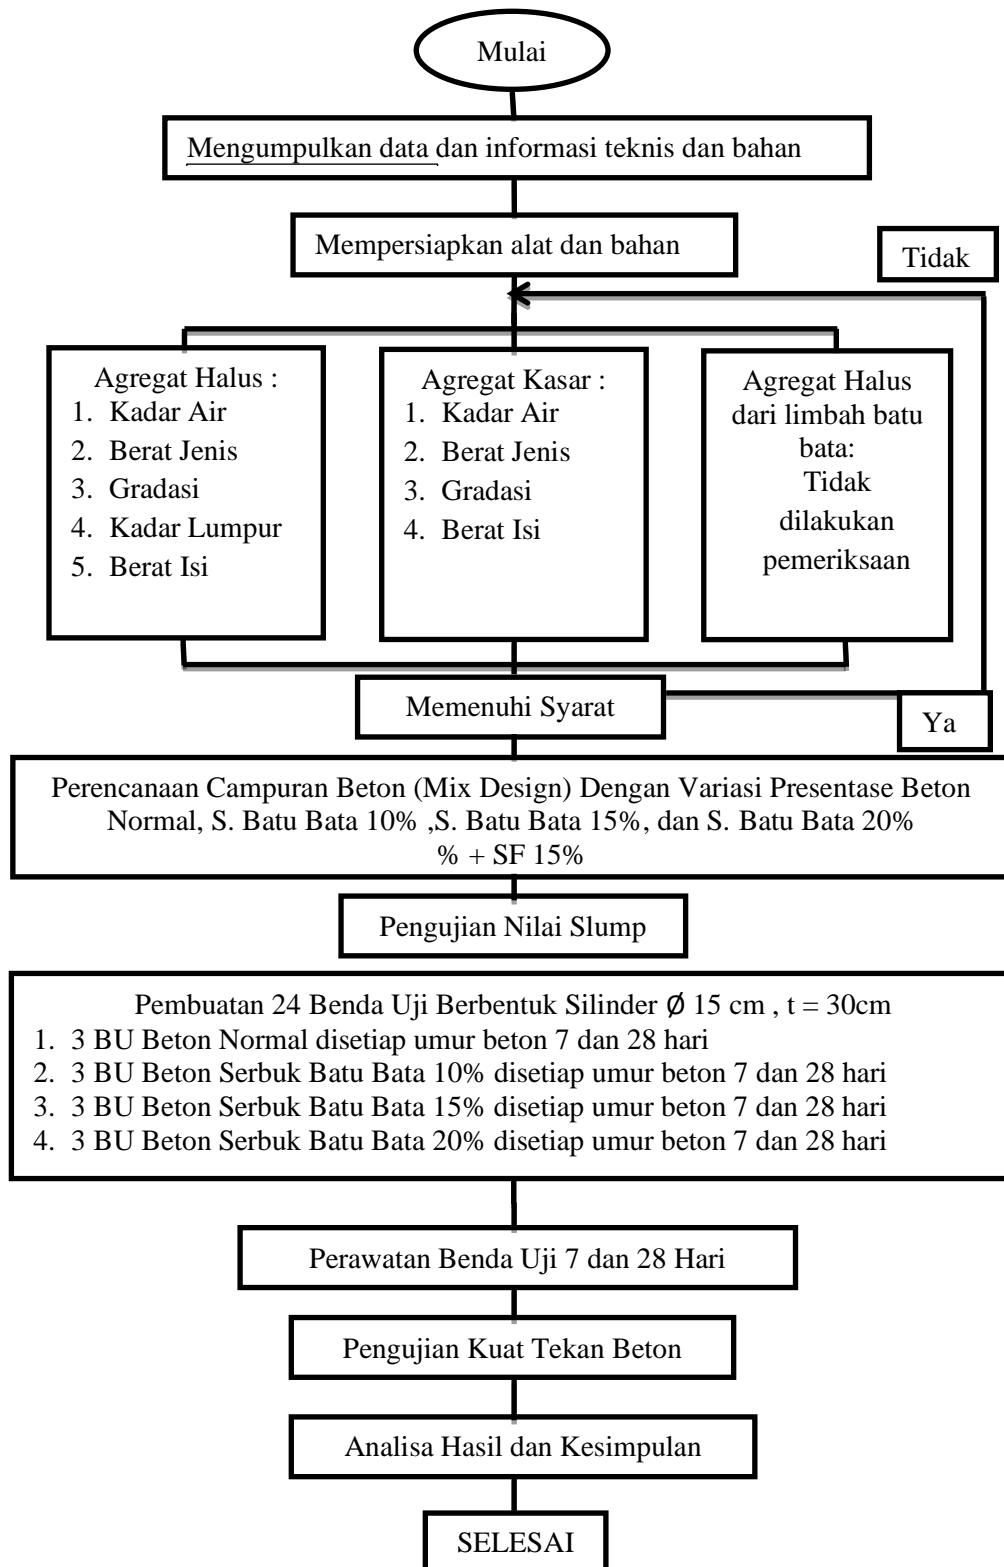 Mulai
Mengumpulkan data dan informasi teknis dan bahan
Mempersiapkan alat dan bahan
Tidak
Agregat Halus :
1. Kadar Air
2. Berat Jenis
3. Gradasi
4. Kadar Lumpur
5. Berat Isi
Agregat Kasar :
1. Kadar Air
2. Berat Jenis
3. Gradasi
4. Berat Isi
Agregat Halus
dari limbah batu
bata:
Tidak
dilakukan
pemeriksaan
Memenuhi Syarat
Ya
Perencanaan Campuran Beton (Mix Design) Dengan Variasi Presentase Beton
Normal, S. Batu Bata 10% ,S. Batu Bata 15%, dan S. Batu Bata 20%
% + SF 15%
Pengujian Nilai Slump
Pembuatan 24 Benda Uji Berbentuk Silinder Ø 15 cm , t = 30cm
1. 3 BU Beton Normal disetiap umur beton 7 dan 28 hari
2. 3 BU Beton Serbuk Batu Bata 10% disetiap umur beton 7 dan 28 hari
3. 3 BU Beton Serbuk Batu Bata 15% disetiap umur beton 7 dan 28 hari
4. 3 BU Beton Serbuk Batu Bata 20% disetiap umur beton 7 dan 28 hari
Perawatan Benda Uji 7 dan 28 Hari
Pengujian Kuat Tekan Beton
Analisa Hasil dan Kesimpulan
SELESAI